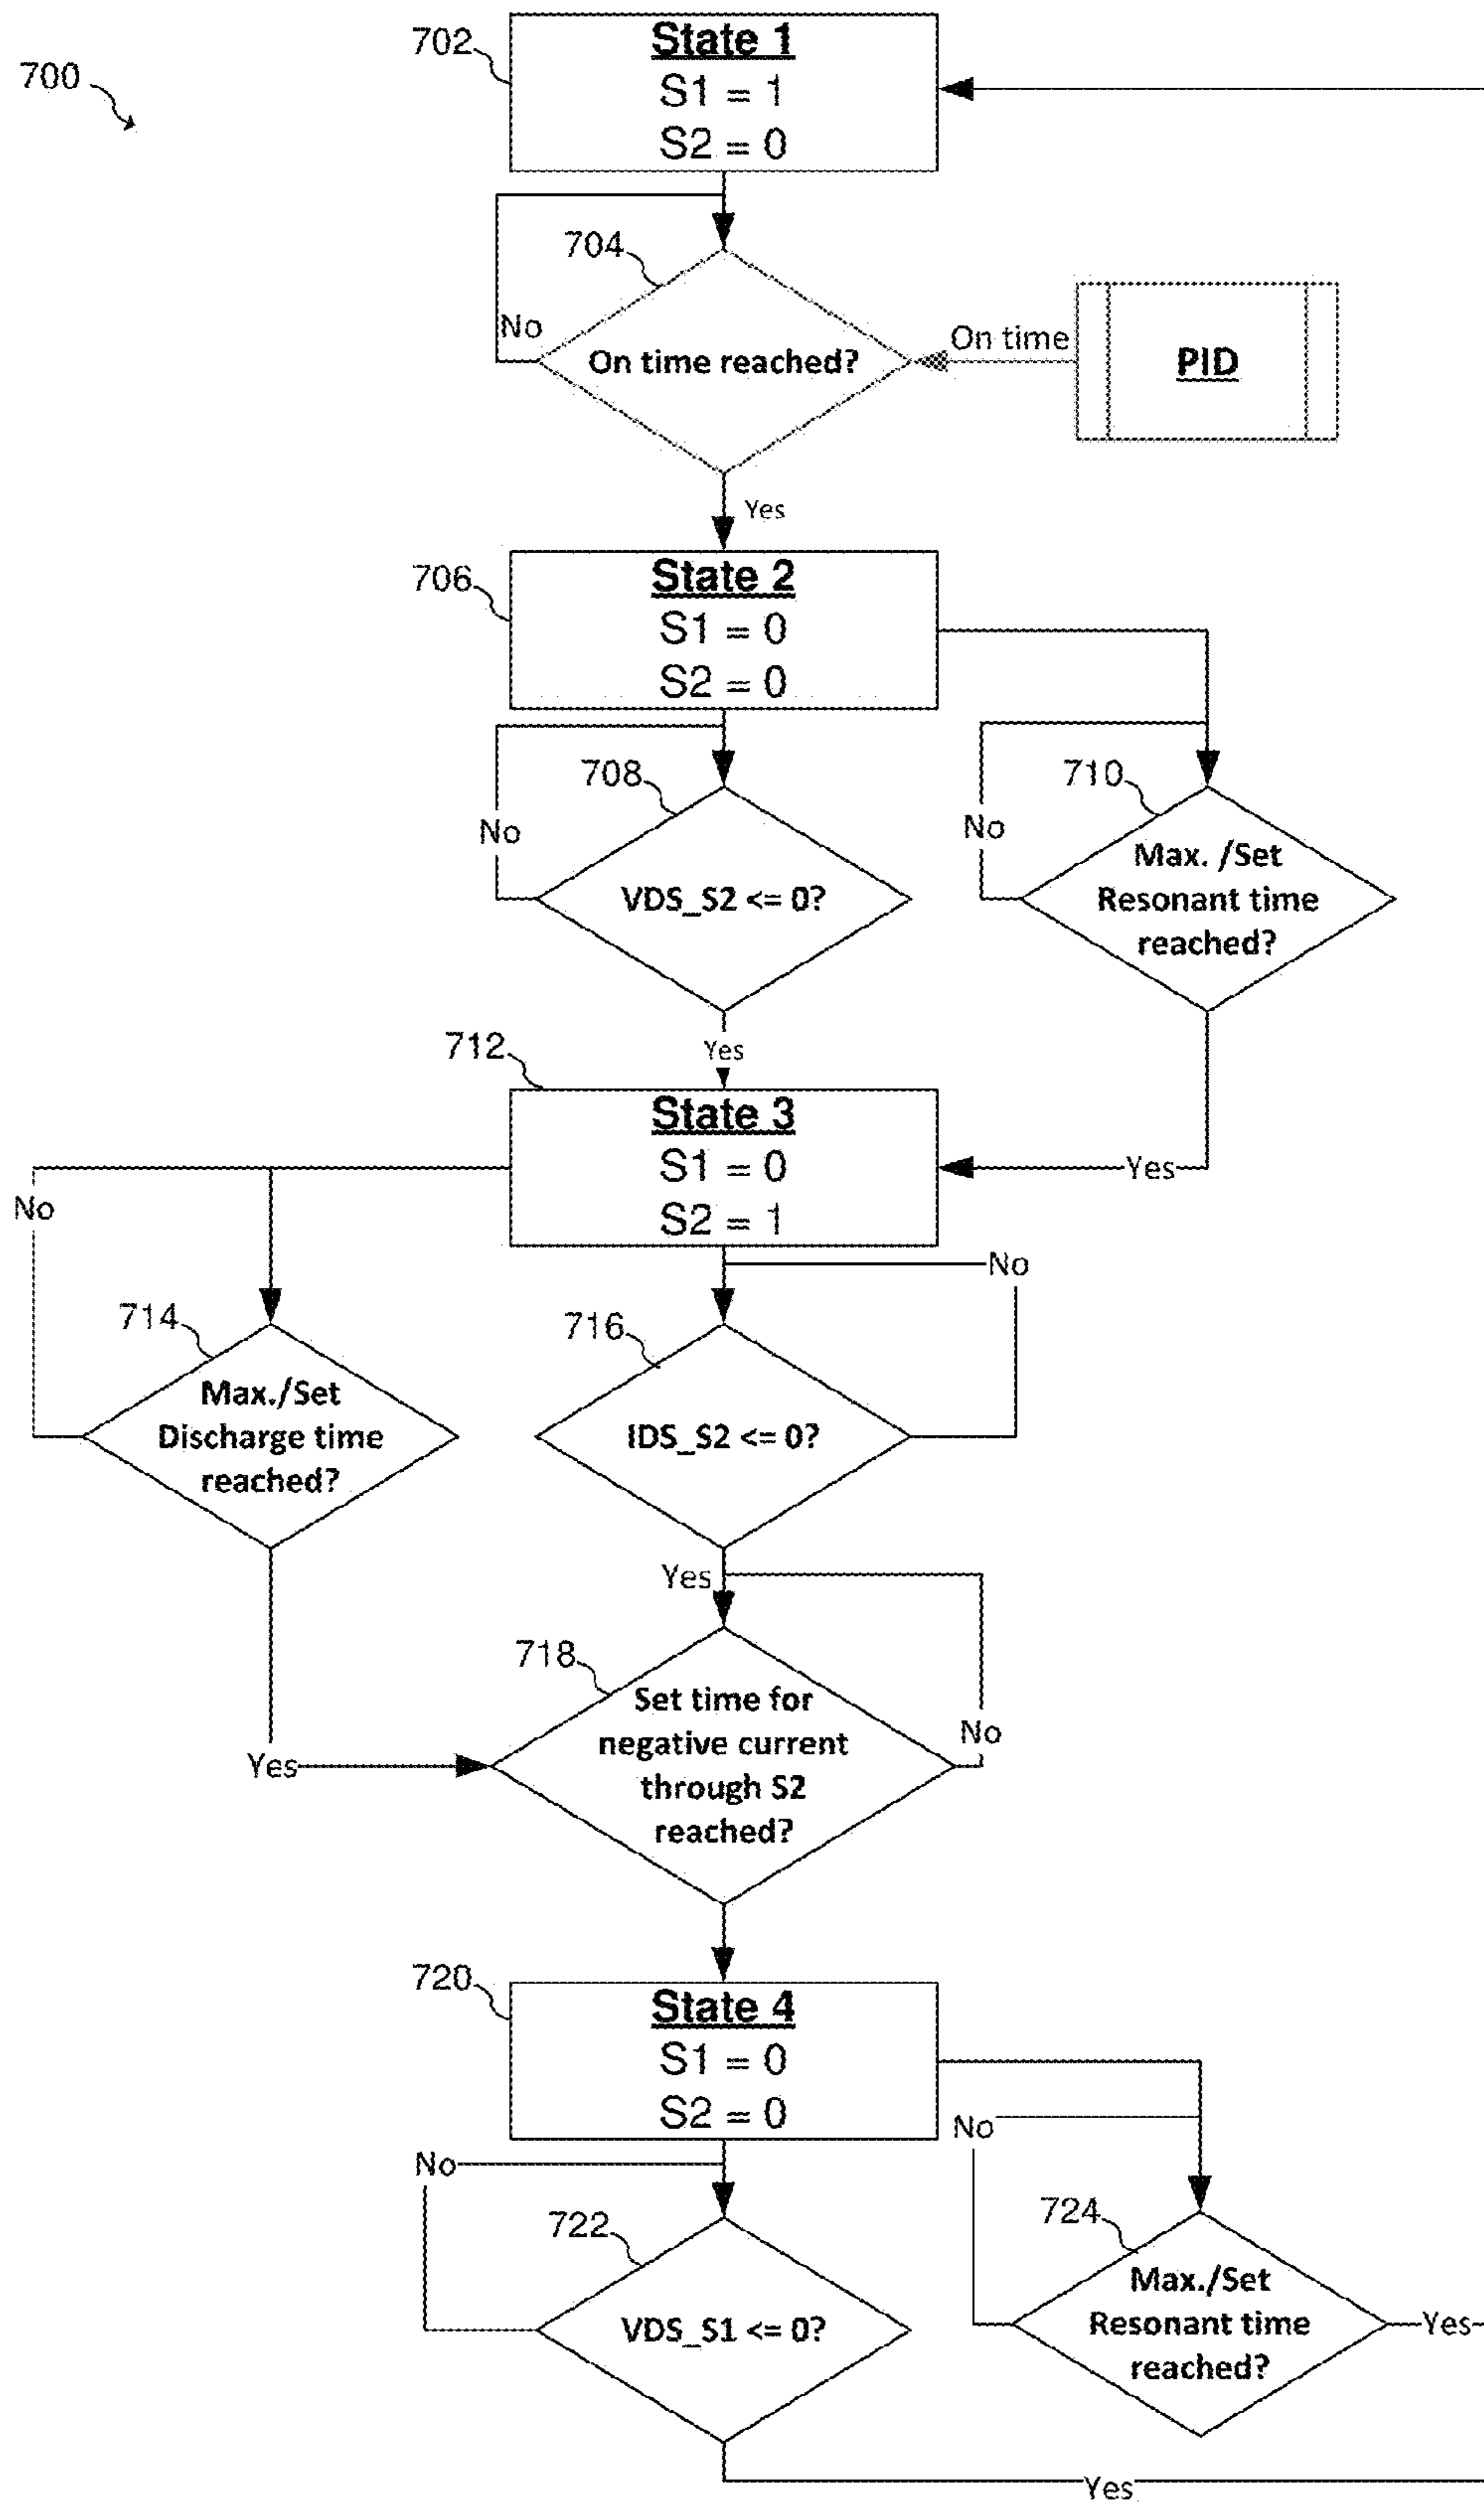 700
702
State 1
S1 = 1
S2 = 0
704
No
On time reached?
On time
PID
Yes
706
State 2
S1 = 0
S2 = 0
708
No
VDS_S2 <= 0?
710
No
Max. /Set
Resonant time
reached?
Yes
712
State 3
S1 = 0
S2 = 1
Yes
No
No
714
Max./Set
Discharge time
reached?
716
IDS_S2 <= 0?
Yes
718
Set time for
negative current
through S2
reached?
No
Yes
720
State 4
S1 = 0
S2 = 0
No
No
722
VDS_S1 <= 0?
724
Max./Set
Resonant time
reached?
Yes
Yes